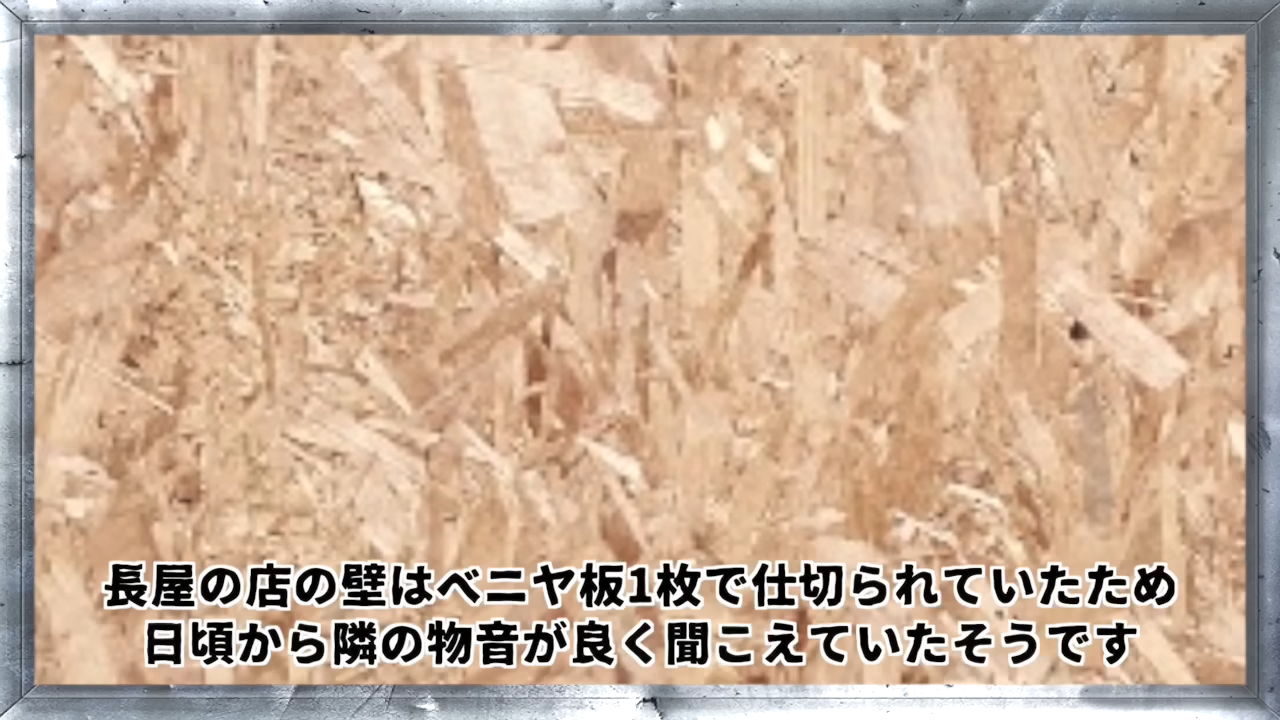 長屋の店の壁はベニヤ板1枚で仕切られていたため
日頃から隣の物音が良く聞こえていたそうです